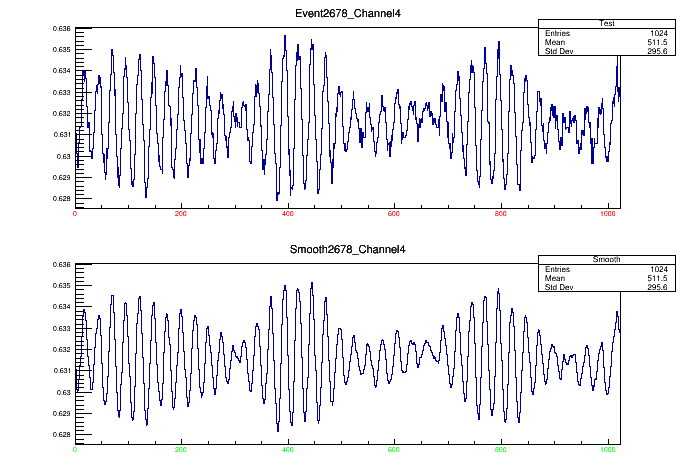 Event2678_Channel4
Test
Entries 1024
Mean 511.5
Std Dev 295.6
0.636
0.635
0.634
0.633
0.632
0.631
0.63
0.629
0.628
0 200 400 600 800 1000
Smooth2678_Channel4
Smooth
Entries 1024
Mean 511.5
Std Dev 295.6
0.636
0.635
0.634
0.633
0.632
0.631
0.63
0.629
0.628
0 200 400 600 800 1000